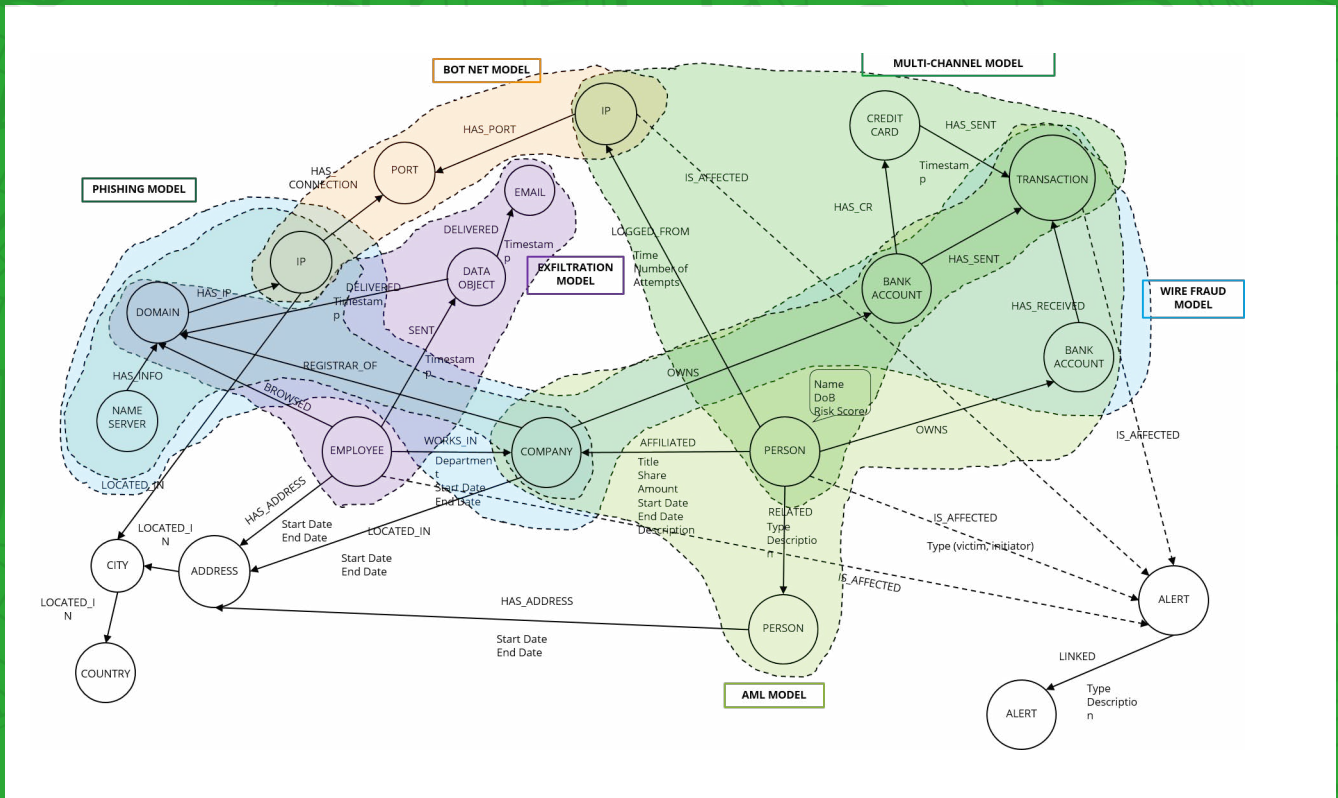 MULTI-CHANNEL MODEL
BOT NET MODEL
IP
CREDIT
CARD
HAS_SENT
HAS_PORT
Timestam
p
PORT
HAS_
CONNECTION
IS_AFFECTED
TRANSACTION
PHISHING MODEL
EMAIL
HAS_CR
DELIVERED
LOGGED_FROM
Timestam
p
Time
Number of
Attempts
IP
DATA
OBJECT
EXFILTRATION
MODEL
HAS_SENT
BANK
ACCOUNT
WIRE FRAUD
MODEL
HAS_IP
DELIVERED
Timestam
p
DOMAIN
HAS_RECEIVED
SENT
BANK
ACCOUNT
REGISTRAR_OF
Timestam
p
OWNS
HAS_INFO
BROWSED
Name
DoB
Risk Score
NAME
SERVER
OWNS
IS_AFFECTED
EMPLOYEE
WORKS_IN
COMPANY
AFFILIATED
PERSON
Departmen
t
Start Date
End Date
Title
Share
Amount
Start Date
End Date
Description
LOCATED_IN
HAS_ADDRESS
RELATED
Type
Descriptio
n
IS_AFFECTED
Start Date
End Date
LOCATED_I
N
LOCATED_IN
Type (victim, initiator)
CITY
ADDRESS
Start Date
End Date
IS_AFFECTED
LOCATED_I
N
HAS_ADDRESS
ALERT
PERSON
Start Date
End Date
LINKED
COUNTRY
AML MODEL
Type
Descriptio
n
ALERT